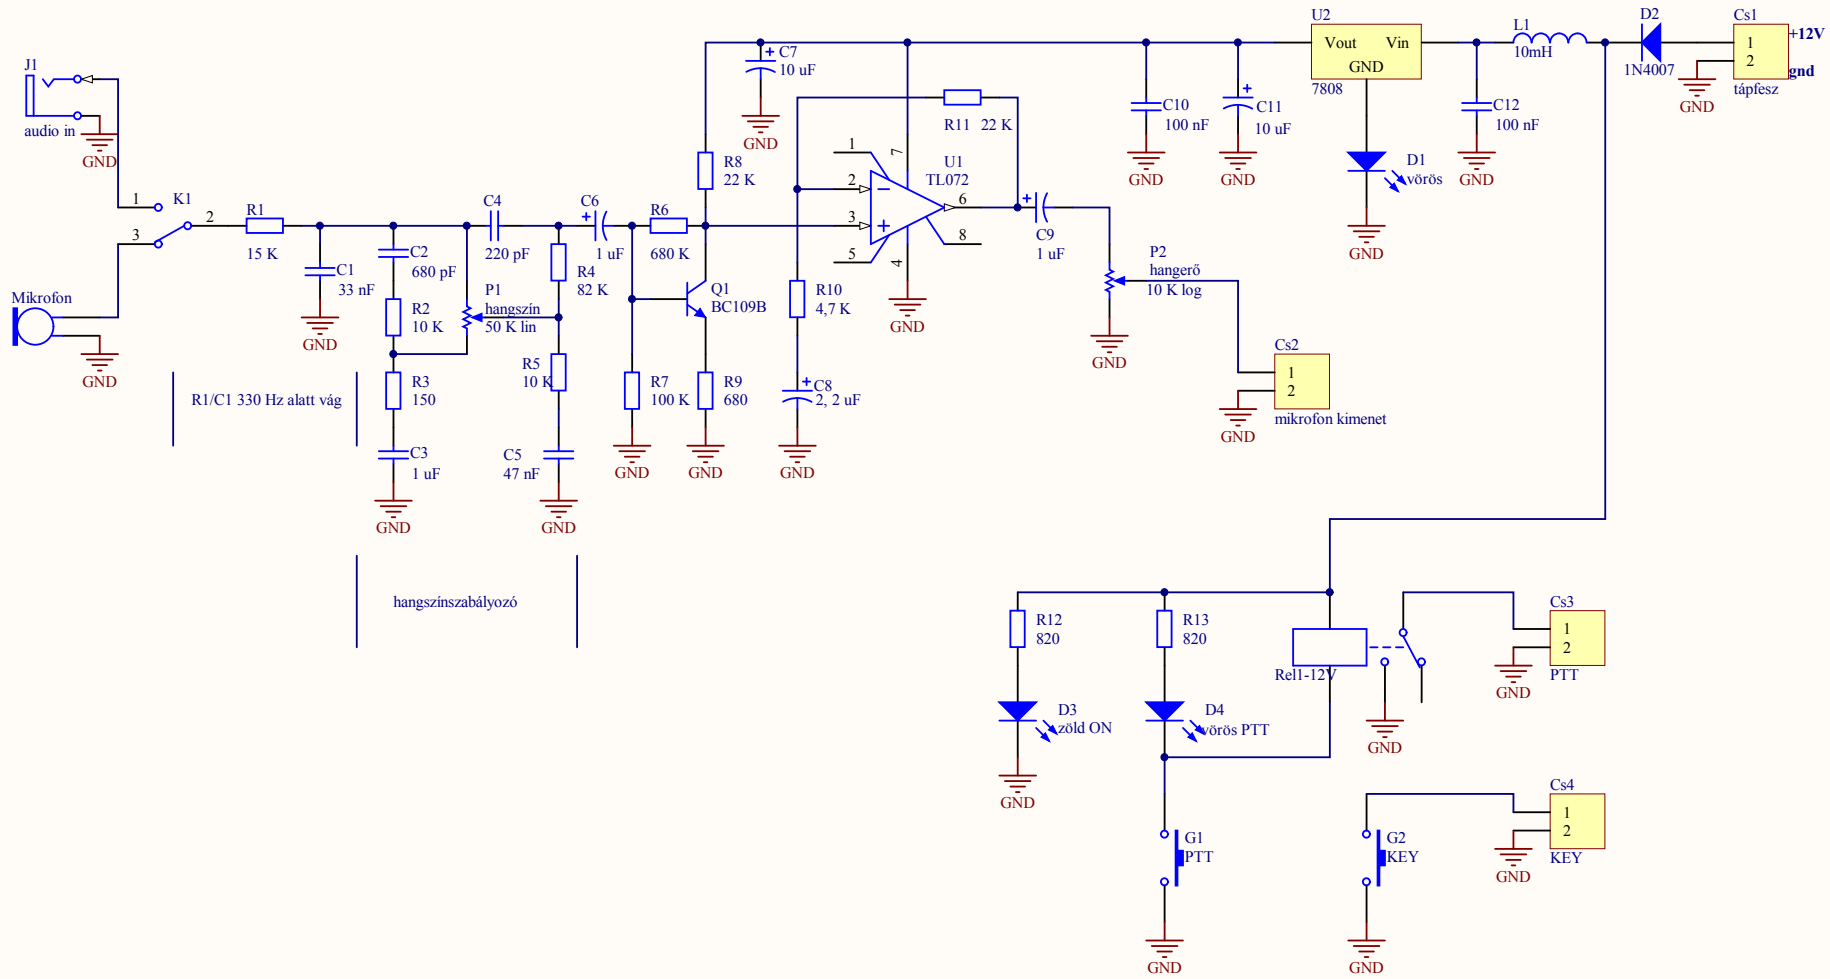 J1
audio in
GND
K1
1
2
3
Mikrofon
GND
R1
15 K
C1
33 nF
GND
R1/C1 330 Hz alatt vág
C2
680 pF
R2
10 K
R3
150
C3
1 uF
GND
P1
hangszín
50 K lin
C4
220 pF
R4
82 K
R5
10 K
C5
47 nF
GND
hangszínszabályozó
C6
+
1 uF
R6
680 K
R7
100 K
GND
R8
22 K
Q1
BC109B
R9
680
GND
C7
+
10 uF
GND
R11 22 K
U1
TL072
1
2
3
5
7
4
6
8
GND
R10
4,7 K
C8
+
2, 2 uF
GND
C9
+
1 uF
P2
hangerő
10 K log
GND
Cs2
1
2
mikrofon kimenet
GND
C10
100 nF
GND
C11
+
10 uF
GND
U2
Vout Vin
GND
7808
D1
vörös
GND
C12
100 nF
GND
L1
10mH
D2
1N4007
Cs1
1
2
tápfesz
+12V
gnd
GND
R12
820
D3
zöld ON
GND
R13
820
D4
vörös PTT
Rel1-12V
GND
Cs3
1
2
PTT
GND
G1
PTT
GND
G2
KEY
GND
Cs4
1
2
KEY
GND